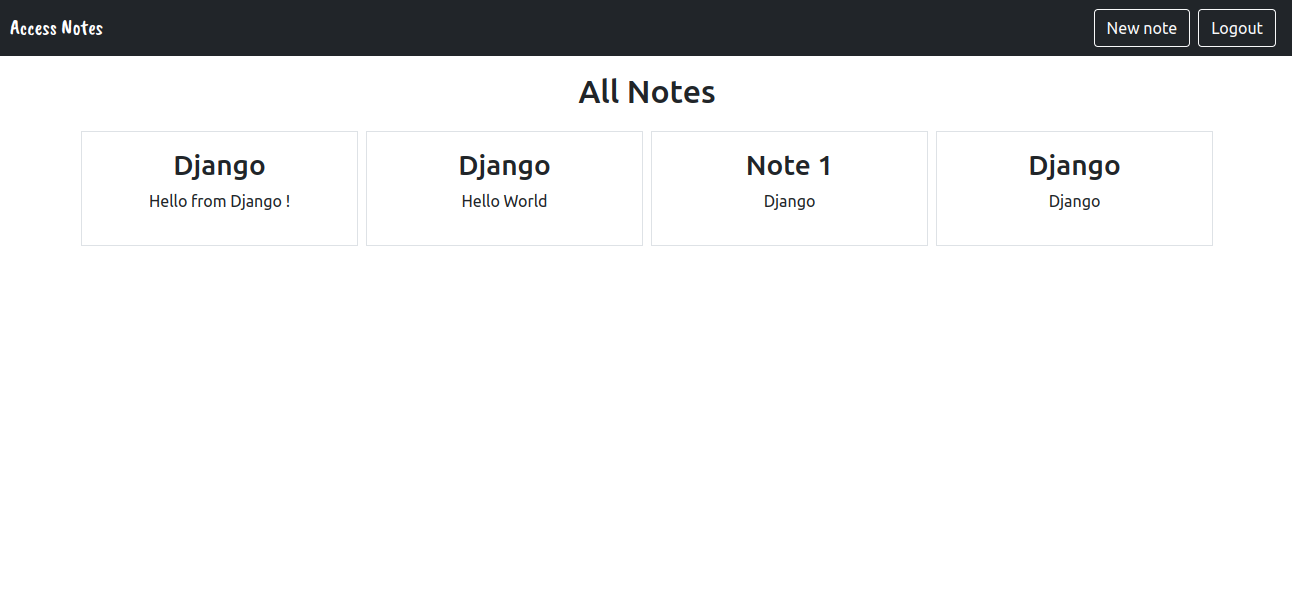 Access Notes
New note
Logout
All Notes
Django
Hello from Django !
Django
Hello World
Note 1
Django
Django
Django